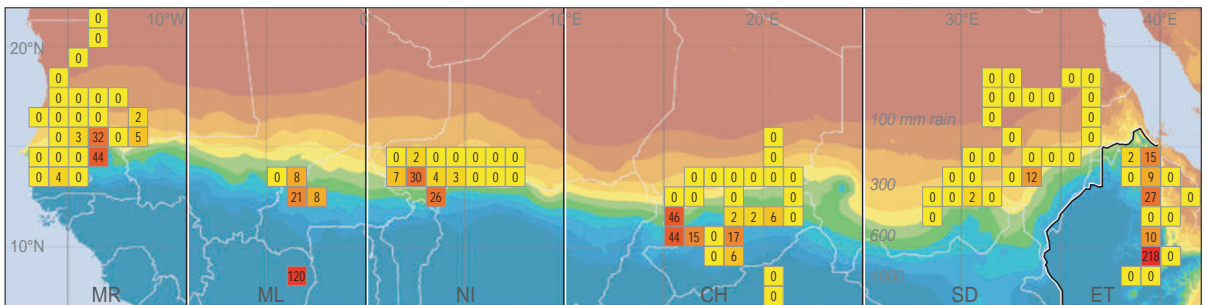 0 10°W 0° 10°E 30°E 40°E
0
20°N
0
0 0 0 0 0
0 0 0 0 0 0 0 0 0
0 0 0 0 2 0 0
100 mm rain
0 3 32 0 5 0 0 0
0 0 0 44 0 2 0 0 0 0 0 0 0 0 0 0 0 2 15
0 4 0 0 8 7 30 4 3 0 0 0 0 0 0 0 0 0 0 0 12 0 9 0
300
21 8 26 0 0 0 0 0 0 0 0 2 0 27 0
46 2 2 6 0 0 0 0
44 15 0 17 600 10
10°N
0 6 218 0
120 0 1000 0 0
MR ML NI CH 0 SD ET